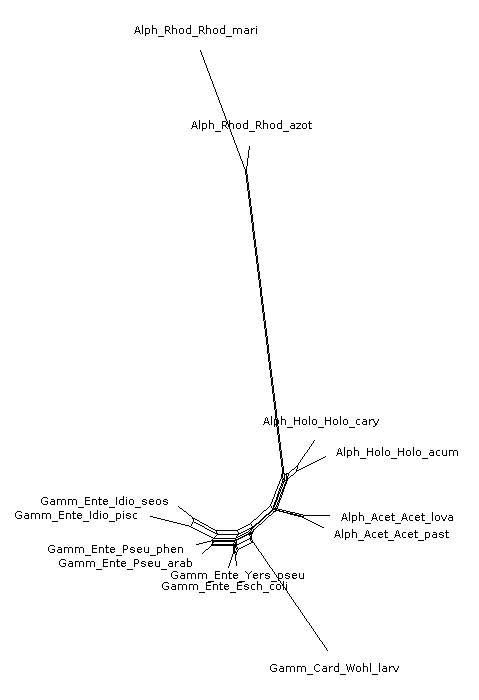 Alph_Rhod_Rhod_mari
Alph_Rhod_Rhod_azot
Alph_Holo_Holo_cary
Alph_Holo_Holo_acum
Gamm_Ente_Idio_seos
Gamm_Ente_Idio_pisc
Alph_Acet_Acet_lova
Alph_Acet_Acet_past
Gamm_Ente_Pseu_phen
Gamm_Ente_Pseu_arab
Gamm_Ente_Yers_pseu
Gamm_Ente_Esch_coli
Gamm_Card_Wohl_larv